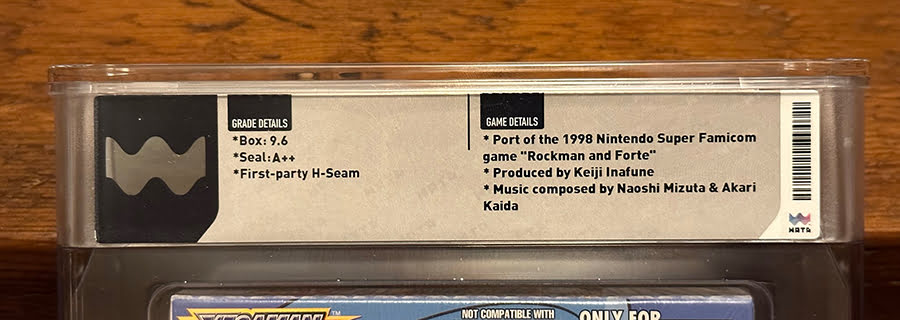 GRADE DETAILS
*Box: 9.6
*Seal: A++
*First-party H-Seam
GAME DETAILS
* Port of the 1998 Nintendo Super Famicom
game "Rockman and Forte"
* Produced by Keiji Inafune
* Music composed by Naoshi Mizuta & Akari
Kaida
WATA
MEGAMAN™
NOT COMPATIBLE WITH
ONLY FOR